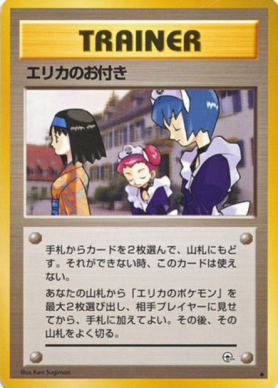 TRAINER
エリカのお付き
手札からカードを2枚選んで、山札にもど
す。それができない時、このカードは使え
ない。
あなたの山札から「エリカのポケモン」を
最大2枚選び出し、相手プレイヤーに見せ
てから、手札に加えてよい。その後、その
山札をよく切る。
Illus. Ken Sugimori